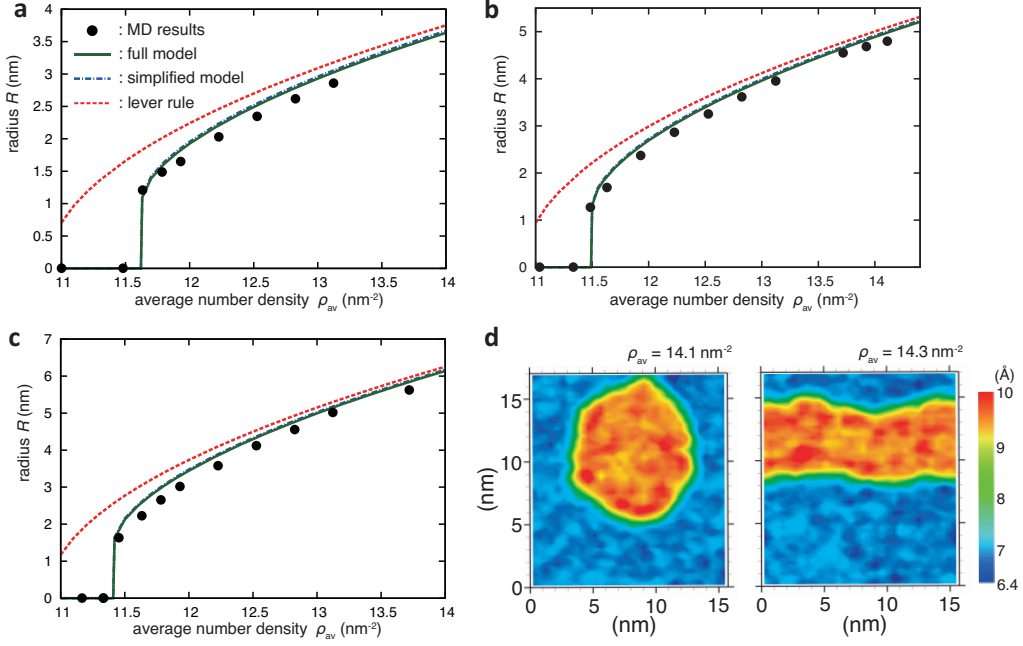 a
4
3.5
3
2.5
2
1.5
1
0.5
0
: MD results
: full model
: simplified model
: lever rule
radius R (nm)
11 11.5 12 12.5 13 13.5 14
average number density ρav (nm-2)
b
5
4
3
2
1
0
radius R (nm)
11 11.5 12 12.5 13 13.5 14
average number density ρav (nm-2)
c
7
6
5
4
3
2
1
0
radius R (nm)
11 11.5 12 12.5 13 13.5 14
average number density ρav (nm-2)
d
ρav = 14.1 nm-2
ρav = 14.3 nm-2
15
10
5
0
(nm)
0 5 10 15
(nm)
0 5 10 15
(nm)
(Å)
10
9
8
7
6.4